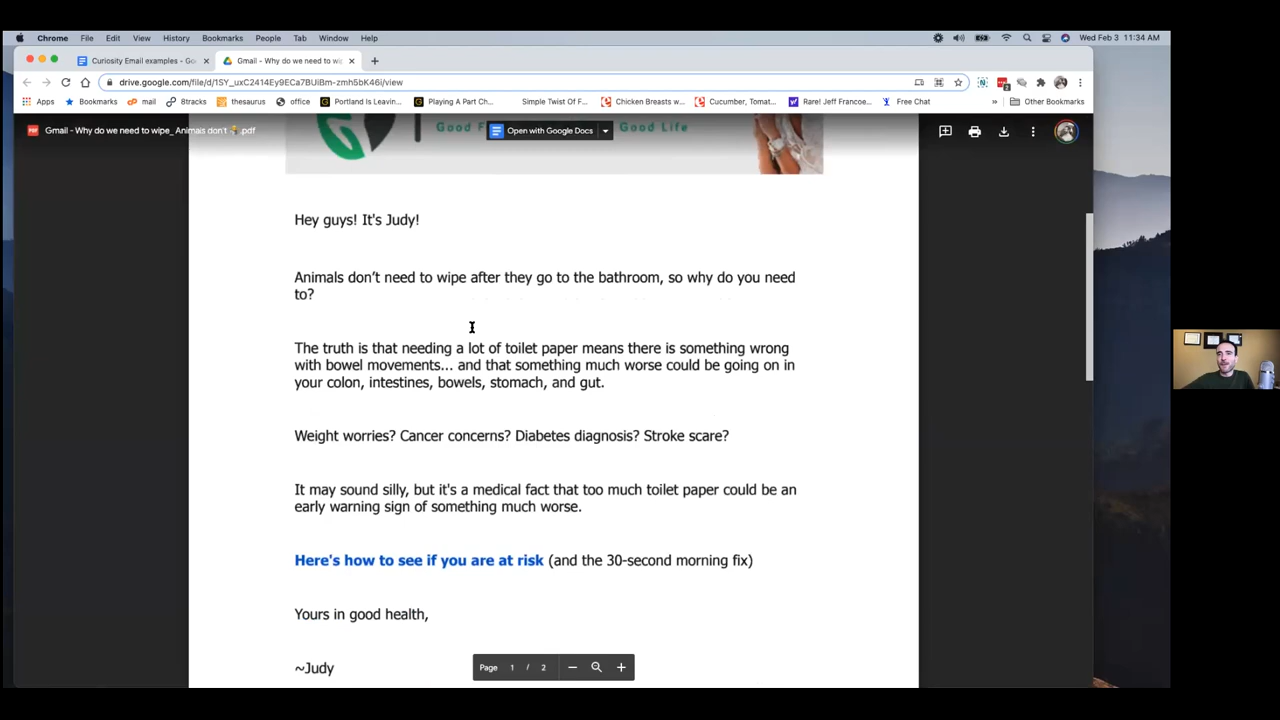 Chrome File Edit View History Bookmarks People Tab Window Help Wed Feb 3 11:34 AM
Curiosity Email examples - Go Gmail - Why do we need to wip
drive.google.com/file/d/1SY_uxC2414Ey9ECa7BUiBm-zmh5bK46i/view
Apps Bookmarks mail 8tracks thesaurus office Portland Is Leavin... Playing A Part Ch... Simple Twist Of F... Chicken Breasts w... Cucumber, Tomat... Rare! Jeff Francoe... Free Chat » Other Bookmarks
Gmail - Why do we need to wipe_ Animals don't .pdf
Open with Google Docs
Good F Good Life
Hey guys! It's Judy!
Animals don't need to wipe after they go to the bathroom, so why do you need
to?
The truth is that needing a lot of toilet paper means there is something wrong
with bowel movements... and that something much worse could be going on in
your colon, intestines, bowels, stomach, and gut.
Weight worries? Cancer concerns? Diabetes diagnosis? Stroke scare?
It may sound silly, but it's a medical fact that too much toilet paper could be an
early warning sign of something much worse.
Here's how to see if you are at risk (and the 30-second morning fix)
Yours in good health,
~Judy
Page 1 / 2